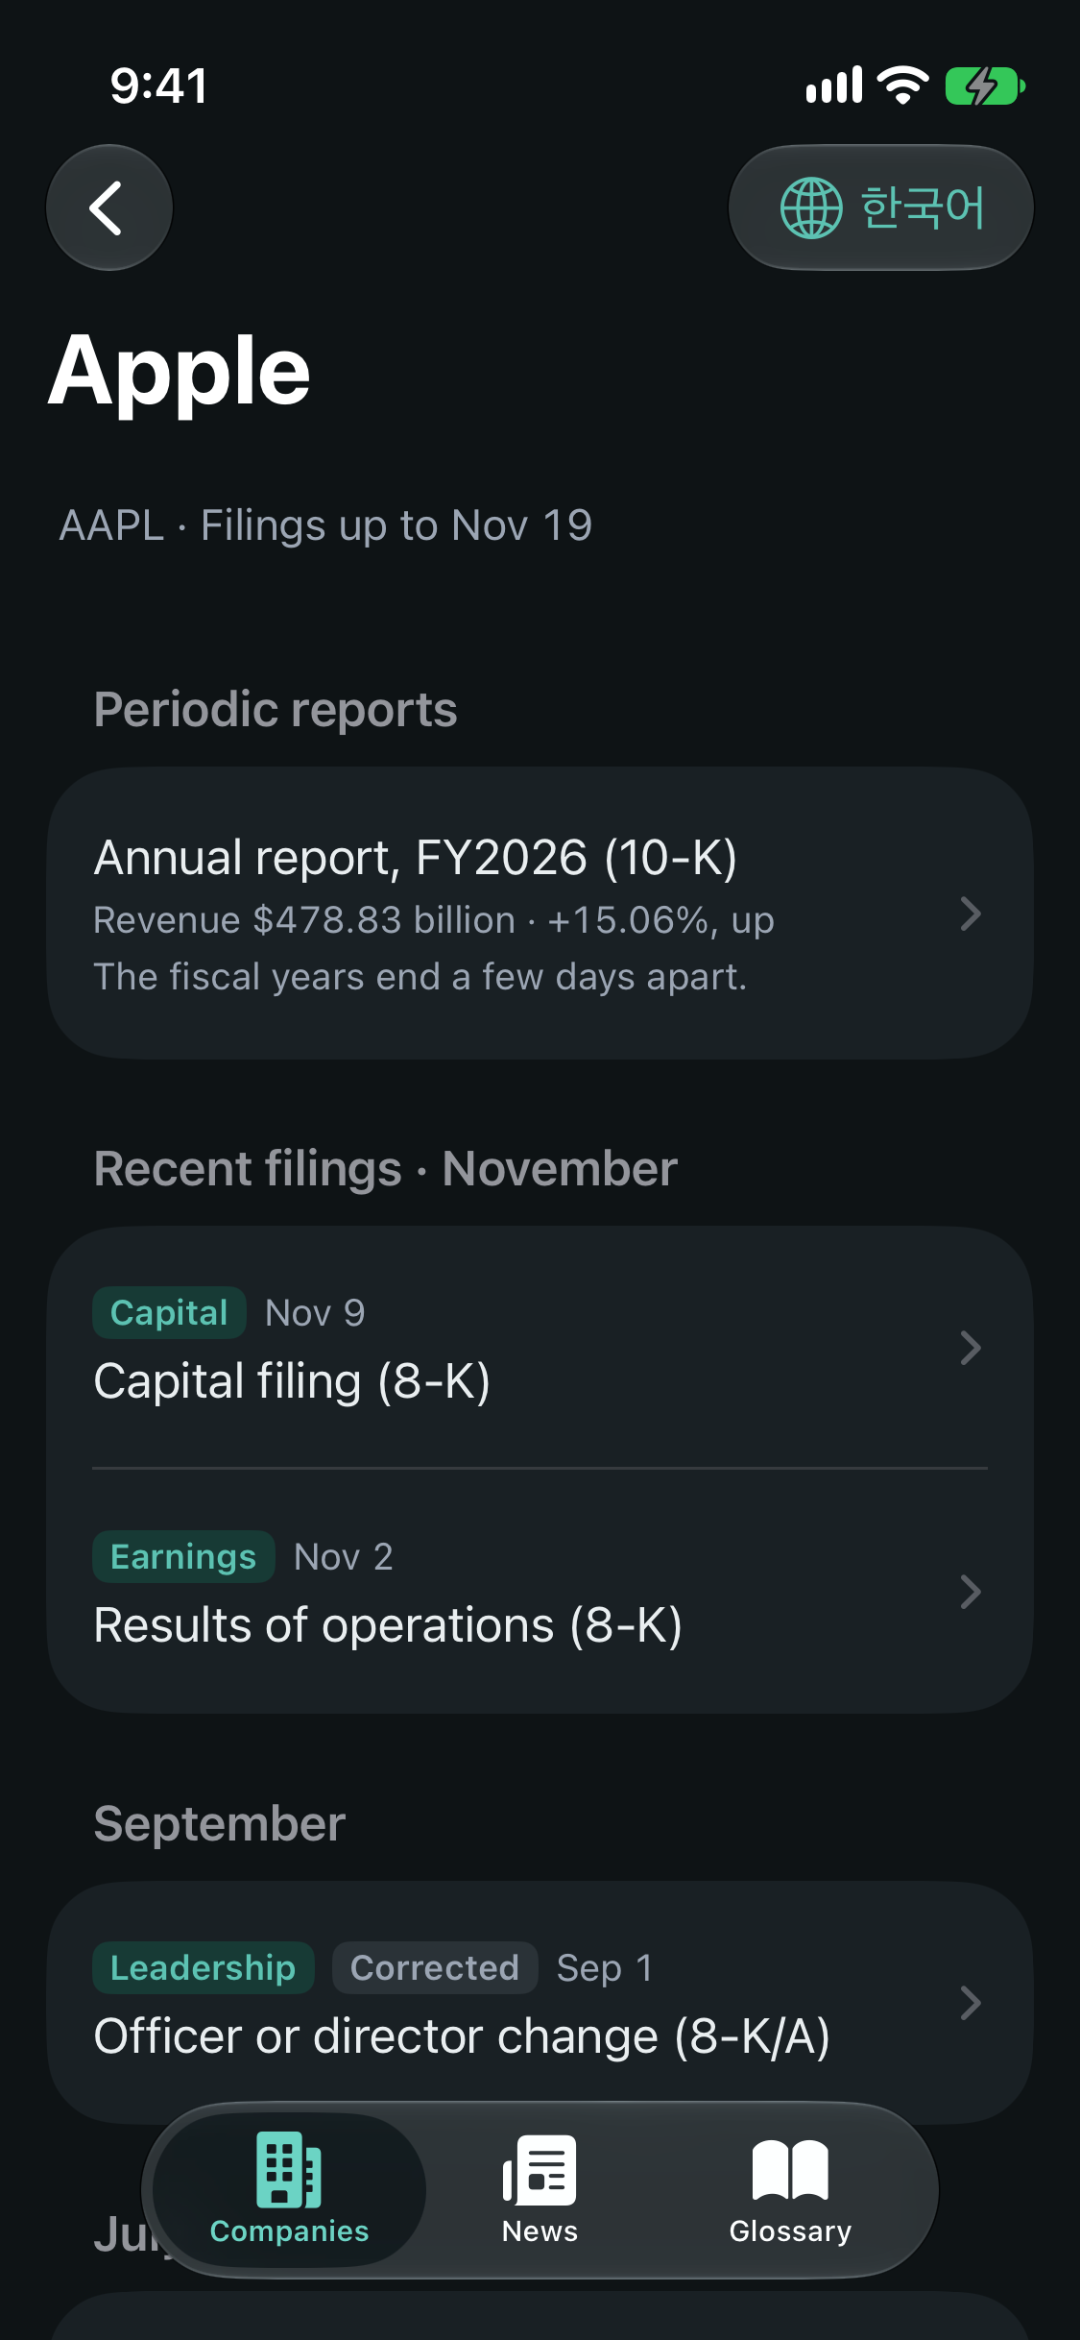 9:41
한국어
Apple
AAPL · Filings up to Nov 19
Periodic reports
Annual report, FY2026 (10-K)
Revenue $478.83 billion · +15.06%, up
The fiscal years end a few days apart.
Recent filings · November
Capital Nov 9
Capital filing (8-K)
Earnings Nov 2
Results of operations (8-K)
September
Leadership Corrected Sep 1
Officer or director change (8-K/A)
Companies News Glossary